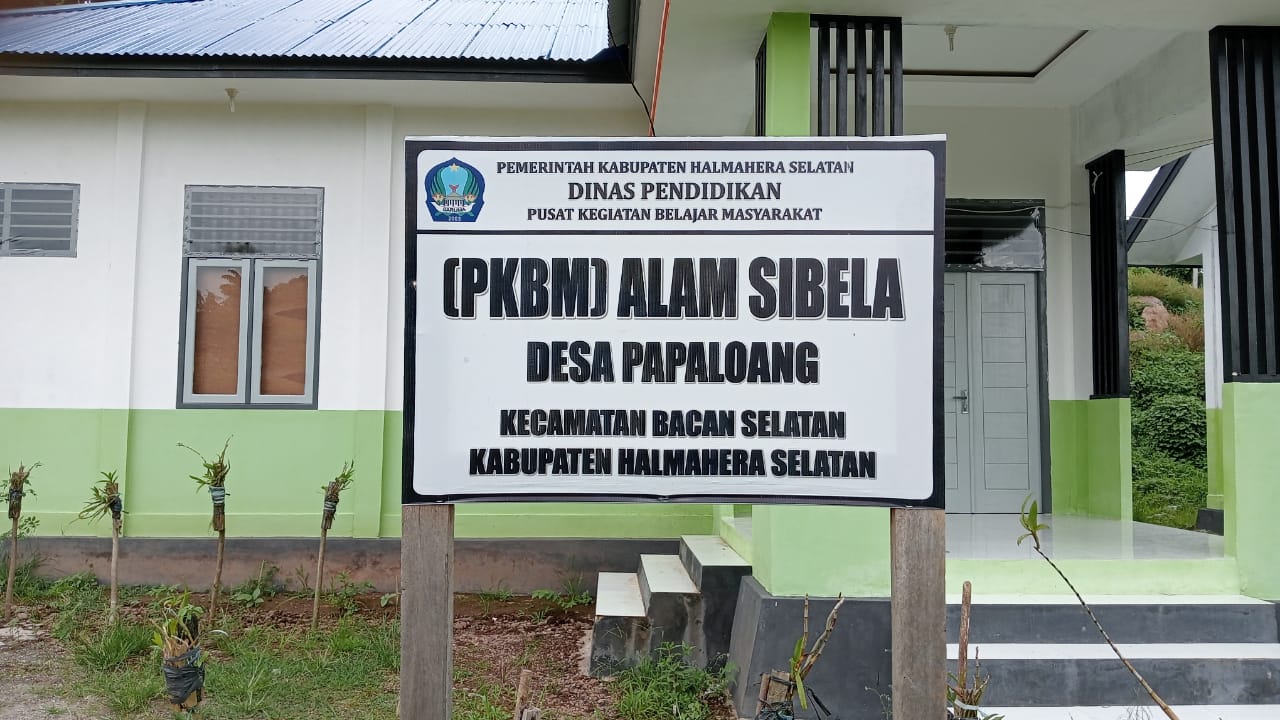 PEMERINTAH KABUPATEN HALMAHERA SELATAN
DINAS PENDIDIKAN
PUSAT KEGIATAN BELAJAR MASYARAKAT
2003
(PKBM) ALAM SIBELA
DESA PAPALOANG
KECAMATAN BACAN SELATAN
KABUPATEN HALMAHERA SELATAN